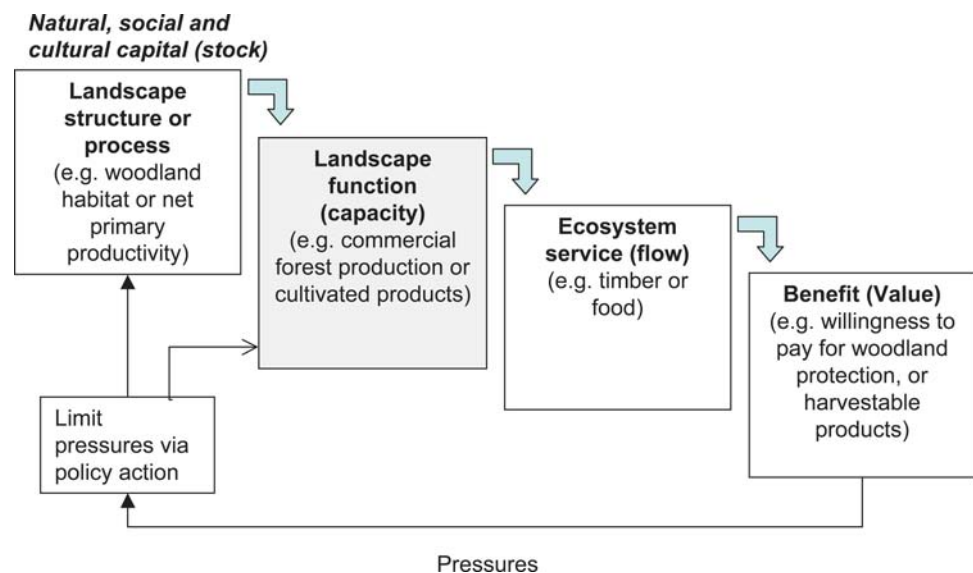 Natural, social and
cultural capital (stock)
Landscape
structure or
process
(e.g. woodland
habitat or net
primary
productivity)
Landscape
function
(capacity)
(e.g. commercial
forest production or
cultivated products)
Ecosystem
service (flow)
(e.g. timber or
food)
Benefit (Value)
(e.g. willingness to
pay for woodland
protection, or
harvestable
products)
Limit
pressures via
policy action
Pressures